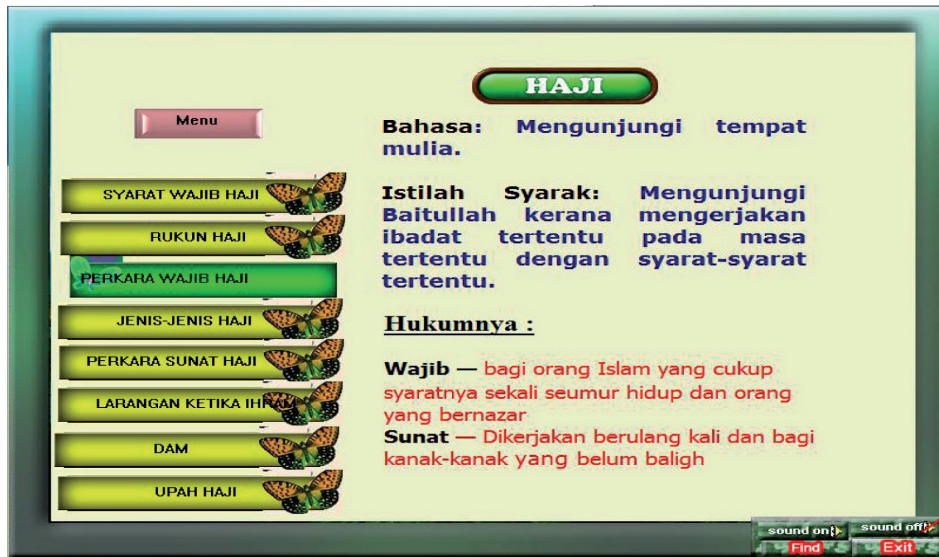 HAJI
Menu
SYARAT WAJIB HAJI
RUKUN HAJI
PERKARA WAJIB HAJI
JENIS-JENIS HAJI
PERKARA SUNAT HAJI
LARANGAN KETIKA IHRAM
DAM
UPAH HAJI
Bahasa: Mengunjungi tempat
mulia.
Istilah Syarak: Mengunjungi
Baitullah kerana mengerjakan
ibadat tertentu pada masa
tertentu dengan syarat-syarat
tertentu.
Hukumnya :
Wajib — bagi orang Islam yang cukup
syaratnya sekali seumur hidup dan orang
yang bernazar
Sunat — Dikerjakan berulang kali dan bagi
kanak-kanak yang belum baligh
sound on
sound off
Find
Exit